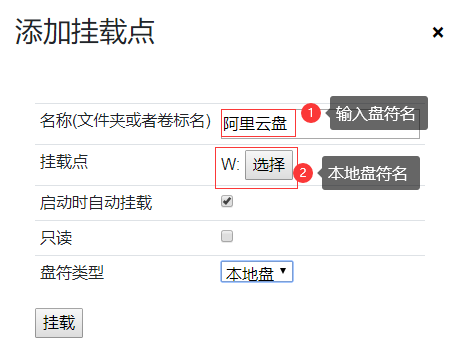 添加挂载点
×
名称(文件夹或者卷标名) 阿里云盘 1 输入盘符名
挂载点 W: 选择 2 本地盘符名
启动时自动挂载
只读
盘符类型 本地盘
挂载